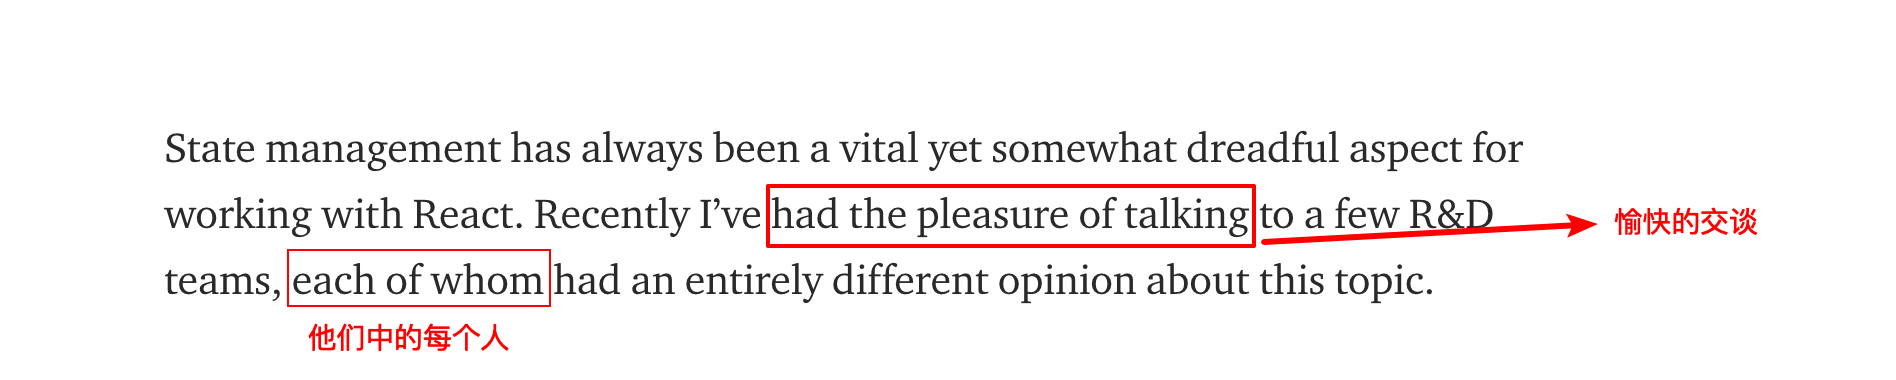 State management has always been a vital yet somewhat dreadful aspect for
working with React. Recently I’ve had the pleasure of talking to a few R&D
愉快的交谈
teams, each of whom had an entirely different opinion about this topic.
他们中的每个人